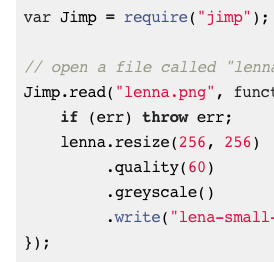 var Jimp = require("jimp");
// open a file called "lenna
Jimp.read("lenna.png", funct
if (err) throw err;
lenna.resize(256, 256)
.quality(60)
.greyscale()
.write("lena-small-
});